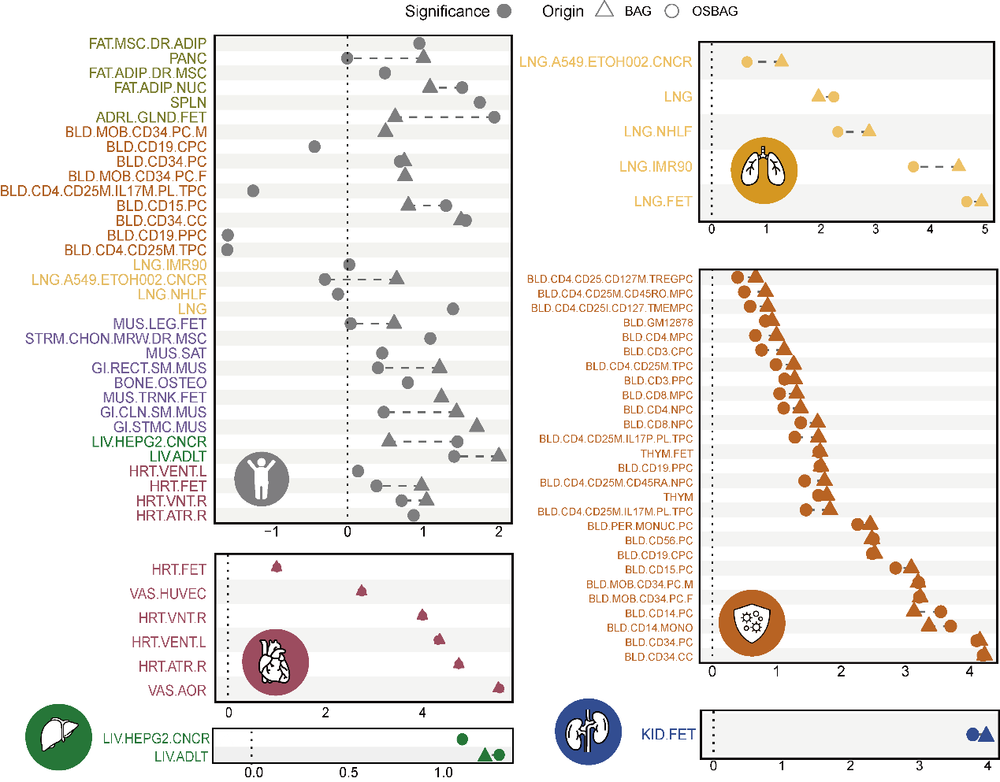 Significance Origin BAG OSBAG
FAT.MSC.DR.ADIP
PANC
FAT.ADIP.DR.MSC
FAT.ADIP.NUC
SPLN
ADRL.GLND.FET
BLD.MOB.CD34.PC.M
BLD.CD19.CPC
BLD.CD34.PC
BLD.MOB.CD34.PC.F
BLD.CD4.CD25M.IL17M.PL.TPC
BLD.CD15.PC
BLD.CD34.CC
BLD.CD19.PPC
BLD.CD4.CD25M.TPC
LNG.IMR90
LNG.A549.ETOH002.CNCR
LNG.NHLF
LNG
MUS.LEG.FET
STRM.CHON.MRW.DR.MSC
MUS.SAT
GI.RECT.SM.MUS
BONE.OSTEO
MUS.TRNK.FET
GI.CLN.SM.MUS
GI.STMC.MUS
LIV.HEPG2.CNCR
LIV.ADLT
HRT.VENT.L
HRT.FET
HRT.VNT.R
HRT.ATR.R
−1 0 1 2
HRT.FET
VAS.HUVEC
HRT.VNT.R
HRT.VENT.L
HRT.ATR.R
VAS.AOR
0 2 4
LIV.HEPG2.CNCR
LIV.ADLT
0.0 0.5 1.0
LNG.A549.ETOH002.CNCR
LNG
LNG.NHLF
LNG.IMR90
LNG.FET
0 1 2 3 4 5
BLD.CD4.CD25.CD127M.TREGPC
BLD.CD4.CD25M.CD45RO.MPC
BLD.CD4.CD25I.CD127.TMEMPC
BLD.GM12878
BLD.CD4.MPC
BLD.CD3.CPC
BLD.CD4.CD25M.TPC
BLD.CD3.PPC
BLD.CD8.MPC
BLD.CD4.NPC
BLD.CD8.NPC
BLD.CD4.CD25M.IL17P.PL.TPC
THYM.FET
BLD.CD19.PPC
BLD.CD4.CD25M.CD45RA.NPC
THYM
BLD.CD4.CD25M.IL17M.PL.TPC
BLD.PER.MONUC.PC
BLD.CD56.PC
BLD.CD19.CPC
BLD.CD15.PC
BLD.MOB.CD34.PC.M
BLD.MOB.CD34.PC.F
BLD.CD14.PC
BLD.CD14.MONO
BLD.CD34.PC
BLD.CD34.CC
0 1 2 3 4
KID.FET
0 1 2 3 4